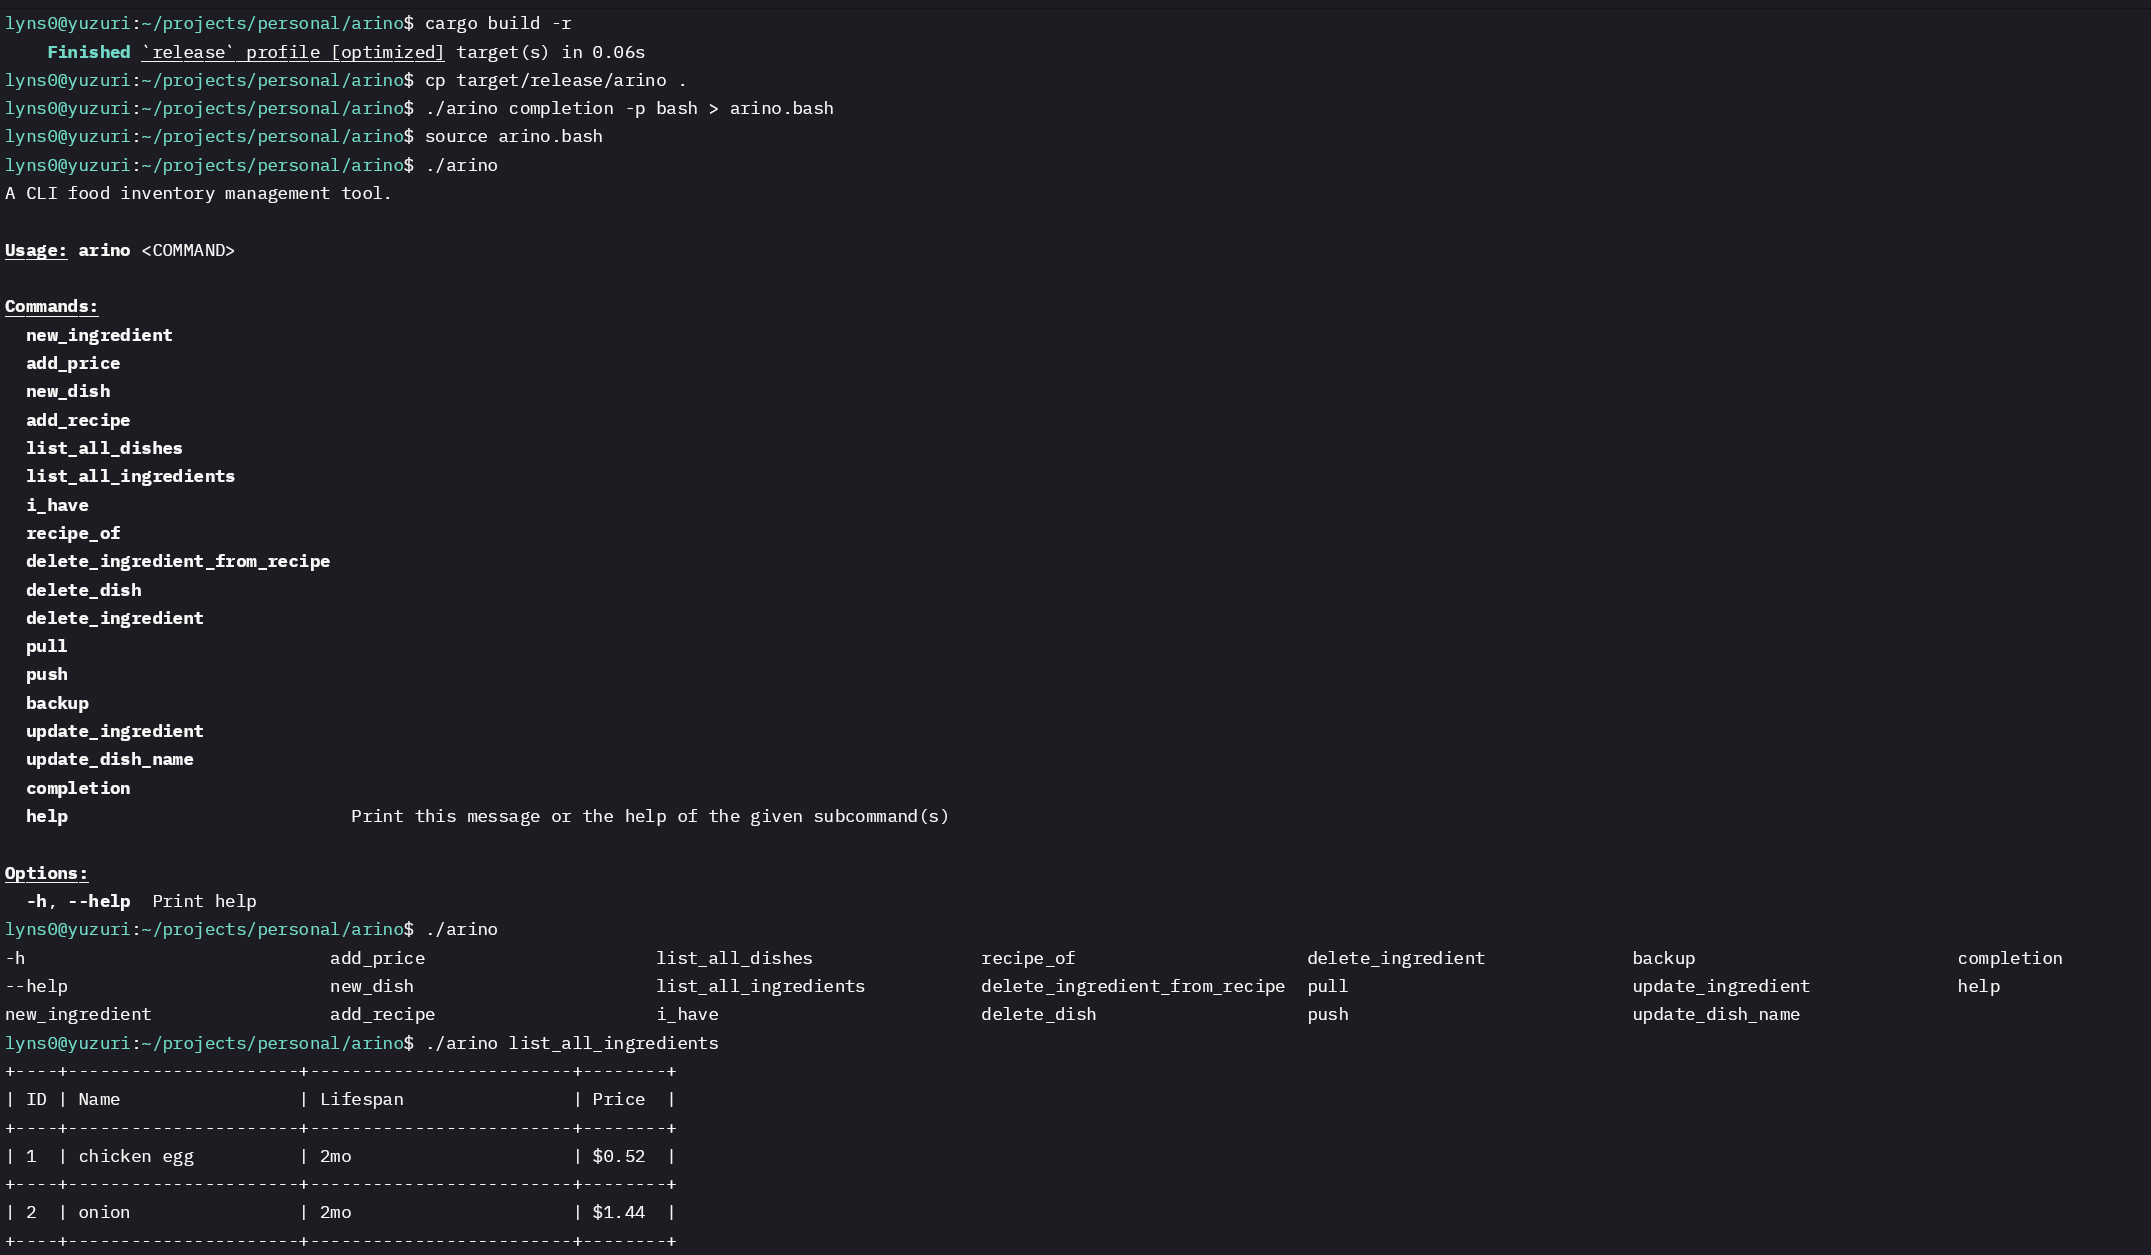 lyns0@yuzuri:~/projects/personal/arino$ cargo build -r
    Finished `release` profile [optimized] target(s) in 0.06s
lyns0@yuzuri:~/projects/personal/arino$ cp target/release/arino .
lyns0@yuzuri:~/projects/personal/arino$ ./arino completion -p bash > arino.bash
lyns0@yuzuri:~/projects/personal/arino$ source arino.bash
lyns0@yuzuri:~/projects/personal/arino$ ./arino
A CLI food inventory management tool.

Usage: arino <COMMAND>

Commands:
  new_ingredient
  add_price
  new_dish
  add_recipe
  list_all_dishes
  list_all_ingredients
  i_have
  recipe_of
  delete_ingredient_from_recipe
  delete_dish
  delete_ingredient
  pull
  push
  backup
  update_ingredient
  update_dish_name
  completion
  help                           Print this message or the help of the given subcommand(s)

Options:
  -h, --help  Print help
lyns0@yuzuri:~/projects/personal/arino$ ./arino
-h                             add_price                      list_all_dishes                recipe_of                      delete_ingredient              backup                         completion
--help                         new_dish                       list_all_ingredients           delete_ingredient_from_recipe  pull                           update_ingredient              help
new_ingredient                 add_recipe                     i_have                         delete_dish                    push                           update_dish_name
lyns0@yuzuri:~/projects/personal/arino$ ./arino list_all_ingredients
+----+----------------------+-------------------------+--------+
| ID | Name                 | Lifespan                | Price  |
+----+----------------------+-------------------------+--------+
| 1  | chicken egg          | 2mo                     | $0.52  |
+----+----------------------+-------------------------+--------+
| 2  | onion                | 2mo                     | $1.44  |
+----+----------------------+-------------------------+--------+